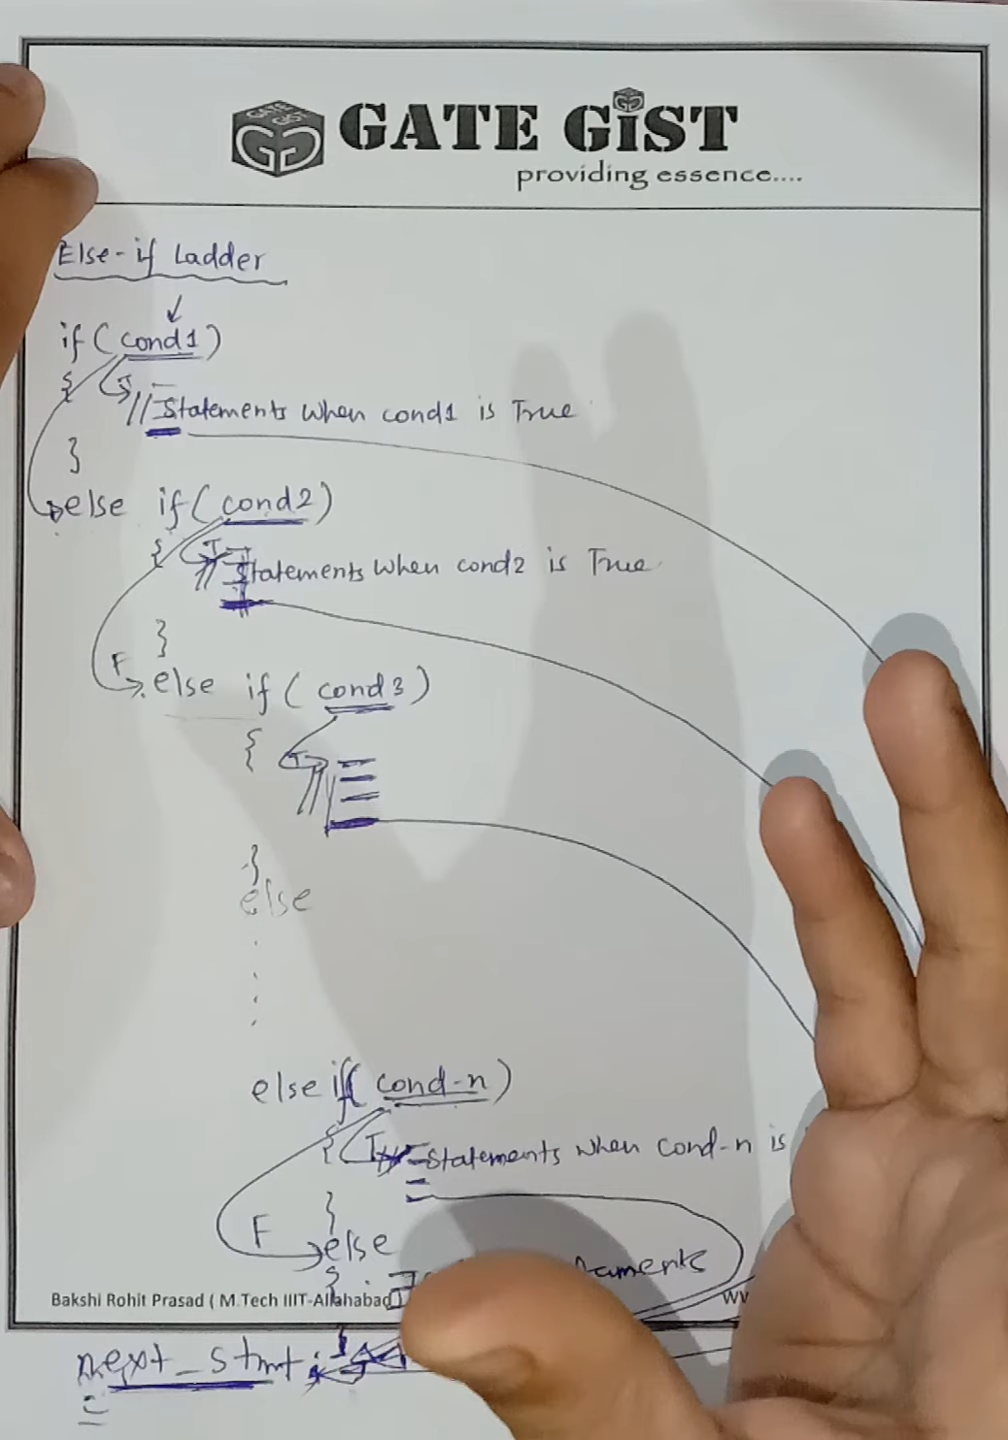 GATE GIST
providing essence....
Else-if Ladder
if (cond1)
{ T
// Statements when cond1 is True
}
else if (cond2)
{ T
// Statements when cond2 is True
}
F
else if (cond3)
{ T
//
}
else
.
.
.
.
else if (cond-n)
{ T
// Statements when cond-n is
}
F
else
{
Bakshi Rohit Prasad ( M.Tech IIIT-Allahabad )
}
next_stmt;